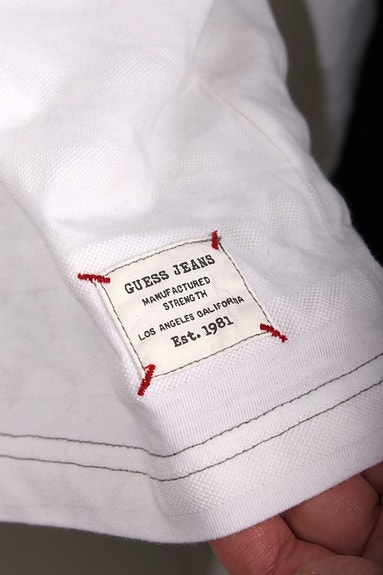 GUESS JEANS
MANUFACTURED
STRENGTH
LOS ANGELES CALIFORNIA
Est. 1981